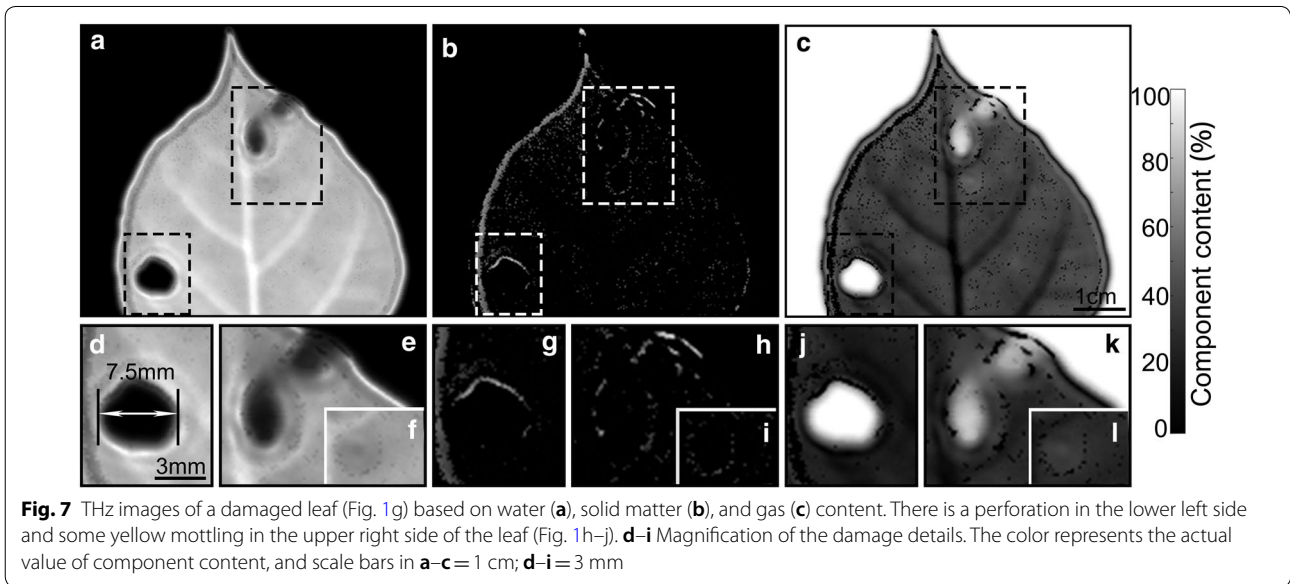 a
b
c
1cm
100
80
60
40
20
0
Component content (%)
d
7.5mm
3mm
e
f
g
h
i
j
k
l
Fig. 7 THz images of a damaged leaf (Fig. 1g) based on water (a), solid matter (b), and gas (c) content. There is a perforation in the lower left side
and some yellow mottling in the upper right side of the leaf (Fig. 1h–j). d–i Magnification of the damage details. The color represents the actual
value of component content, and scale bars in a–c = 1 cm; d–i = 3 mm